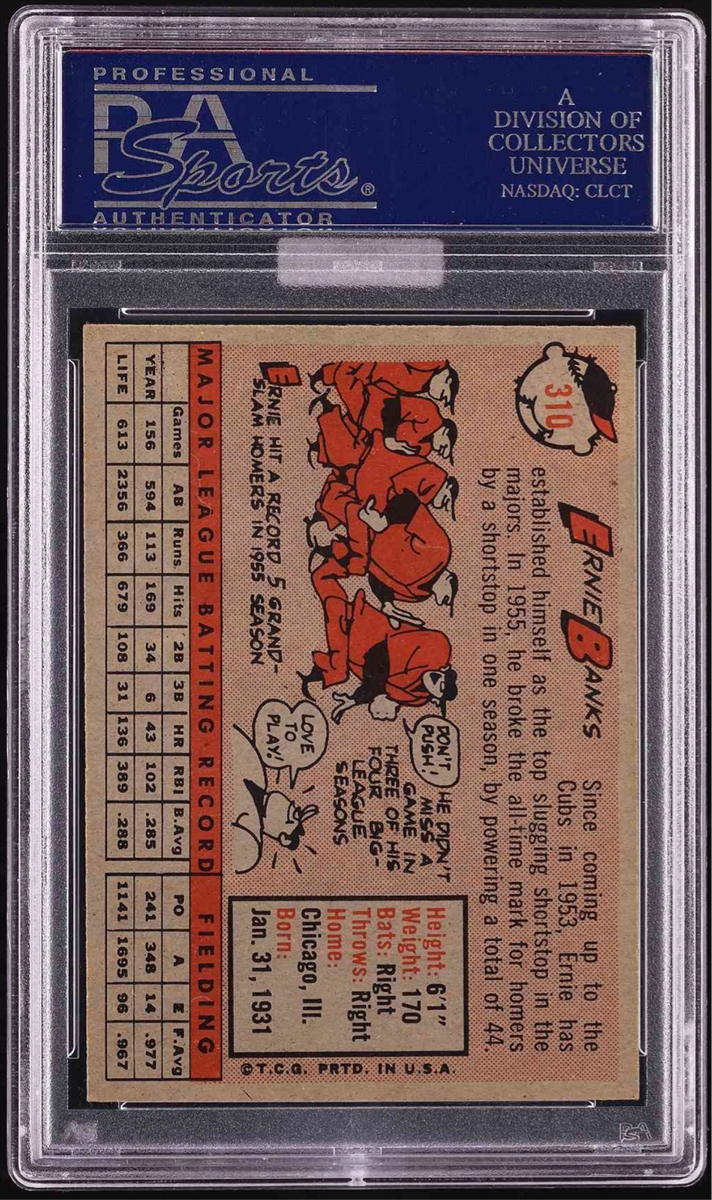 PROFESSIONAL
PSA
Sports®
AUTHENTICATOR
A
DIVISION OF
COLLECTORS
UNIVERSE
NASDAQ: CLCT
310
ERNIE BANKS
Since coming up to the
Cubs in 1953, Ernie has
established himself as the top slugging shortstop in the
majors. In 1955, he broke the all-time mark for homers
by a shortstop in one season, by powering a total of 44.
ERNIE HIT A RECORD 5 GRAND-
SLAM HOMERS IN 1955 SEASON
DON'T
PUSH!
HE DIDN'T
MISS A
GAME IN
THREE OF HIS
FOUR BIG-
LEAGUE
SEASONS
LOVE
TO
PLAY!
Height: 6'1"
Weight: 170
Bats: Right
Throws: Right
Home:
Chicago, Ill.
Born:
Jan. 31, 1931
©T.C.G. PRTD. IN U.S.A.
MAJOR LEAGUE BATTING RECORD FIELDING
Games AB Runs. Hits 2B 3B HR RBI B.Avg PO A E F.Avg
YEAR 156 594 113 169 34 6 43 102 .285 241 348 14 .977
LIFE 613 2356 366 679 108 31 136 389 .288 1141 1695 96 .967
PSA